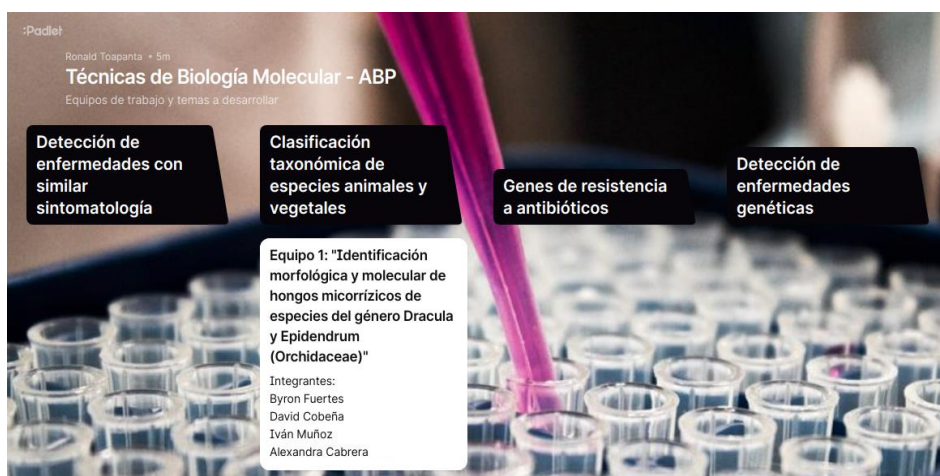 :Padlet
Ronald Toapanta • 5m
Técnicas de Biología Molecular - ABP
Equipos de trabajo y temas a desarrollar
Detección de
enfermedades con
similar
sintomatología
Clasificación
taxonómica de
especies animales y
vegetales
Equipo 1: "Identificación
morfológica y molecular de
hongos micorrízicos de
especies del género Dracula
y Epidendrum
(Orchidaceae)"
Integrantes:
Byron Fuertes
David Cobeña
Iván Muñoz
Alexandra Cabrera
Genes de resistencia
a antibióticos
Detección de
enfermedades
genéticas